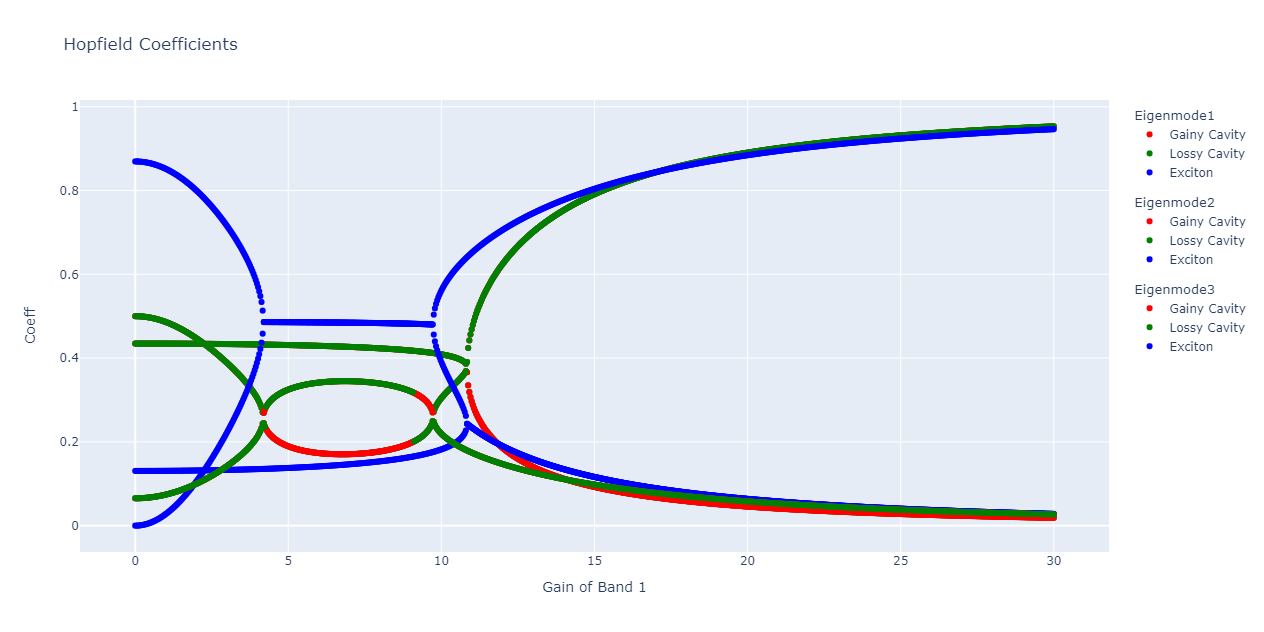 Hopfield Coefficients
1
0.8
0.6
0.4
0.2
0
Coeff
0
5
10
15
20
25
30
Gain of Band 1
Eigenmode1
Gainy Cavity
Lossy Cavity
Exciton
Eigenmode2
Gainy Cavity
Lossy Cavity
Exciton
Eigenmode3
Gainy Cavity
Lossy Cavity
Exciton